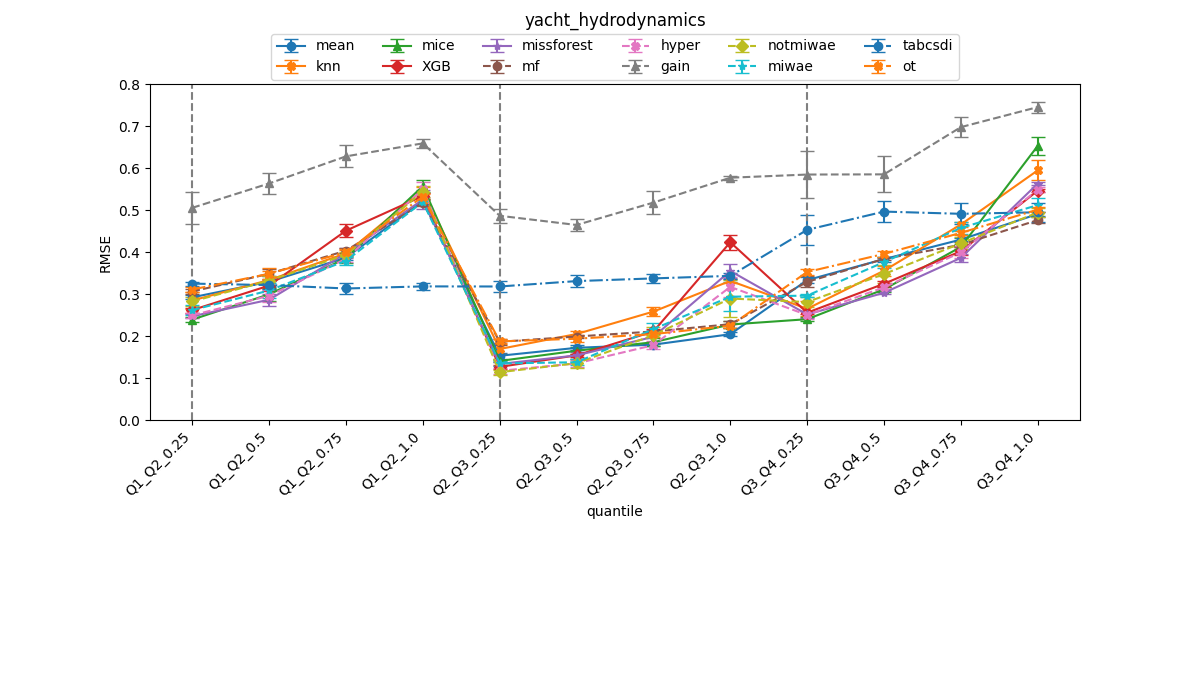 yacht_hydrodynamics
mean mice missforest hyper notmiwae tabcsdi
knn XGB mf gain miwae ot
0.8
0.7
0.6
0.5
0.4
0.3
0.2
0.1
0.0
RMSE
Q1_Q2_0.25
Q1_Q2_0.5
Q1_Q2_0.75
Q1_Q2_1.0
Q2_Q3_0.25
Q2_Q3_0.5
Q2_Q3_0.75
Q2_Q3_1.0
Q3_Q4_0.25
Q3_Q4_0.5
Q3_Q4_0.75
Q3_Q4_1.0
quantile